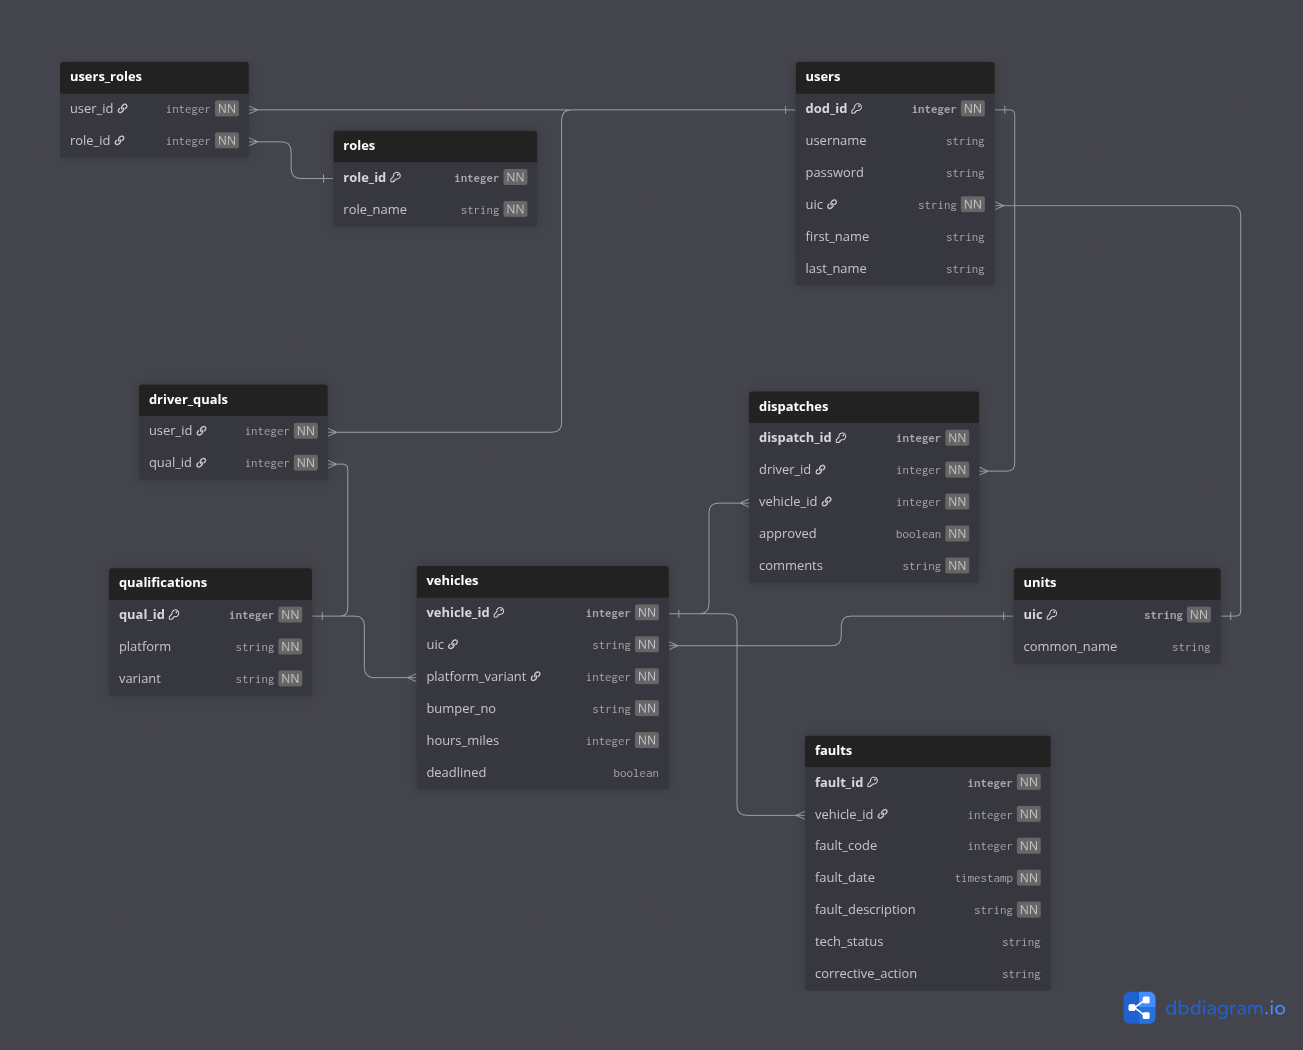 users_roles
user_id integer NN
role_id integer NN
roles
role_id integer NN
role_name string NN
users
dod_id integer NN
username string
password string
uic string NN
first_name string
last_name string
driver_quals
user_id integer NN
qual_id integer NN
dispatches
dispatch_id integer NN
driver_id integer NN
vehicle_id integer NN
approved boolean NN
comments string NN
qualifications
qual_id integer NN
platform string NN
variant string NN
vehicles
vehicle_id integer NN
uic string NN
platform_variant integer NN
bumper_no string NN
hours_miles integer NN
deadlined boolean
units
uic string NN
common_name string
faults
fault_id integer NN
vehicle_id integer NN
fault_code integer NN
fault_date timestamp NN
fault_description string NN
tech_status string
corrective_action string
dbdiagram.io